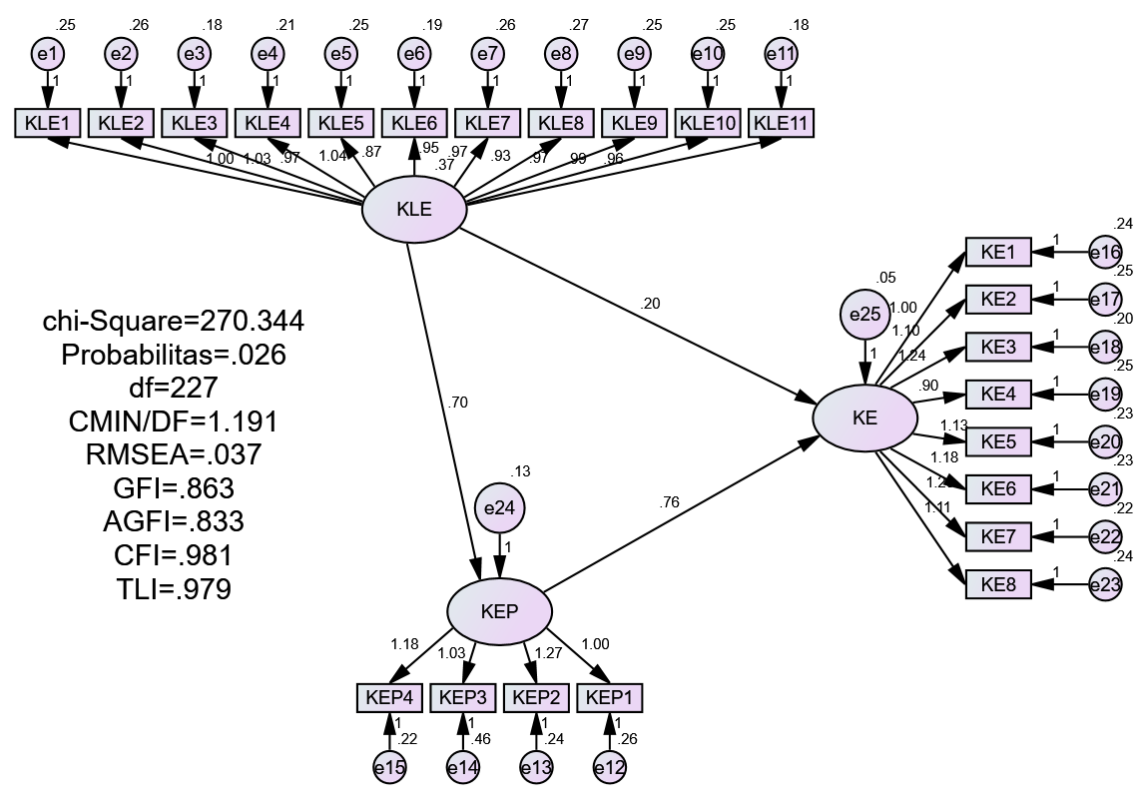 .25 .26 .18 .21 .25 .19 .26 .27 .25 .25 .18
e1 e2 e3 e4 e5 e6 e7 e8 e9 e10 e11
1 1 1 1 1 1 1 1 1 1 1
KLE1 KLE2 KLE3 KLE4 KLE5 KLE6 KLE7 KLE8 KLE9 KLE10 KLE11
1.00 1.03 .97 1.04 .87 .95 .97 .93 .97 .99 .96
.37
KLE
.20
.70
chi-Square=270.344
Probabilitas=.026
df=227
CMIN/DF=1.191
RMSEA=.037
GFI=.863
AGFI=.833
CFI=.981
TLI=.979
.05
e25
1
KE
.76
1.00
1.10
1.24
.90
1.13
1.18
1.11
KE1 1 e16 .24
KE2 1 e17 .25
KE3 1 e18 .20
KE4 1 e19 .25
KE5 1 e20 .23
KE6 1 e21 .23
KE7 1 e22 .22
KE8 1 e23 .24
.13
e24
1
KEP
1.18 1.03 1.27 1.00
KEP4 KEP3 KEP2 KEP1
1 1 1 1
.22 .46 .24 .26
e15 e14 e13 e12